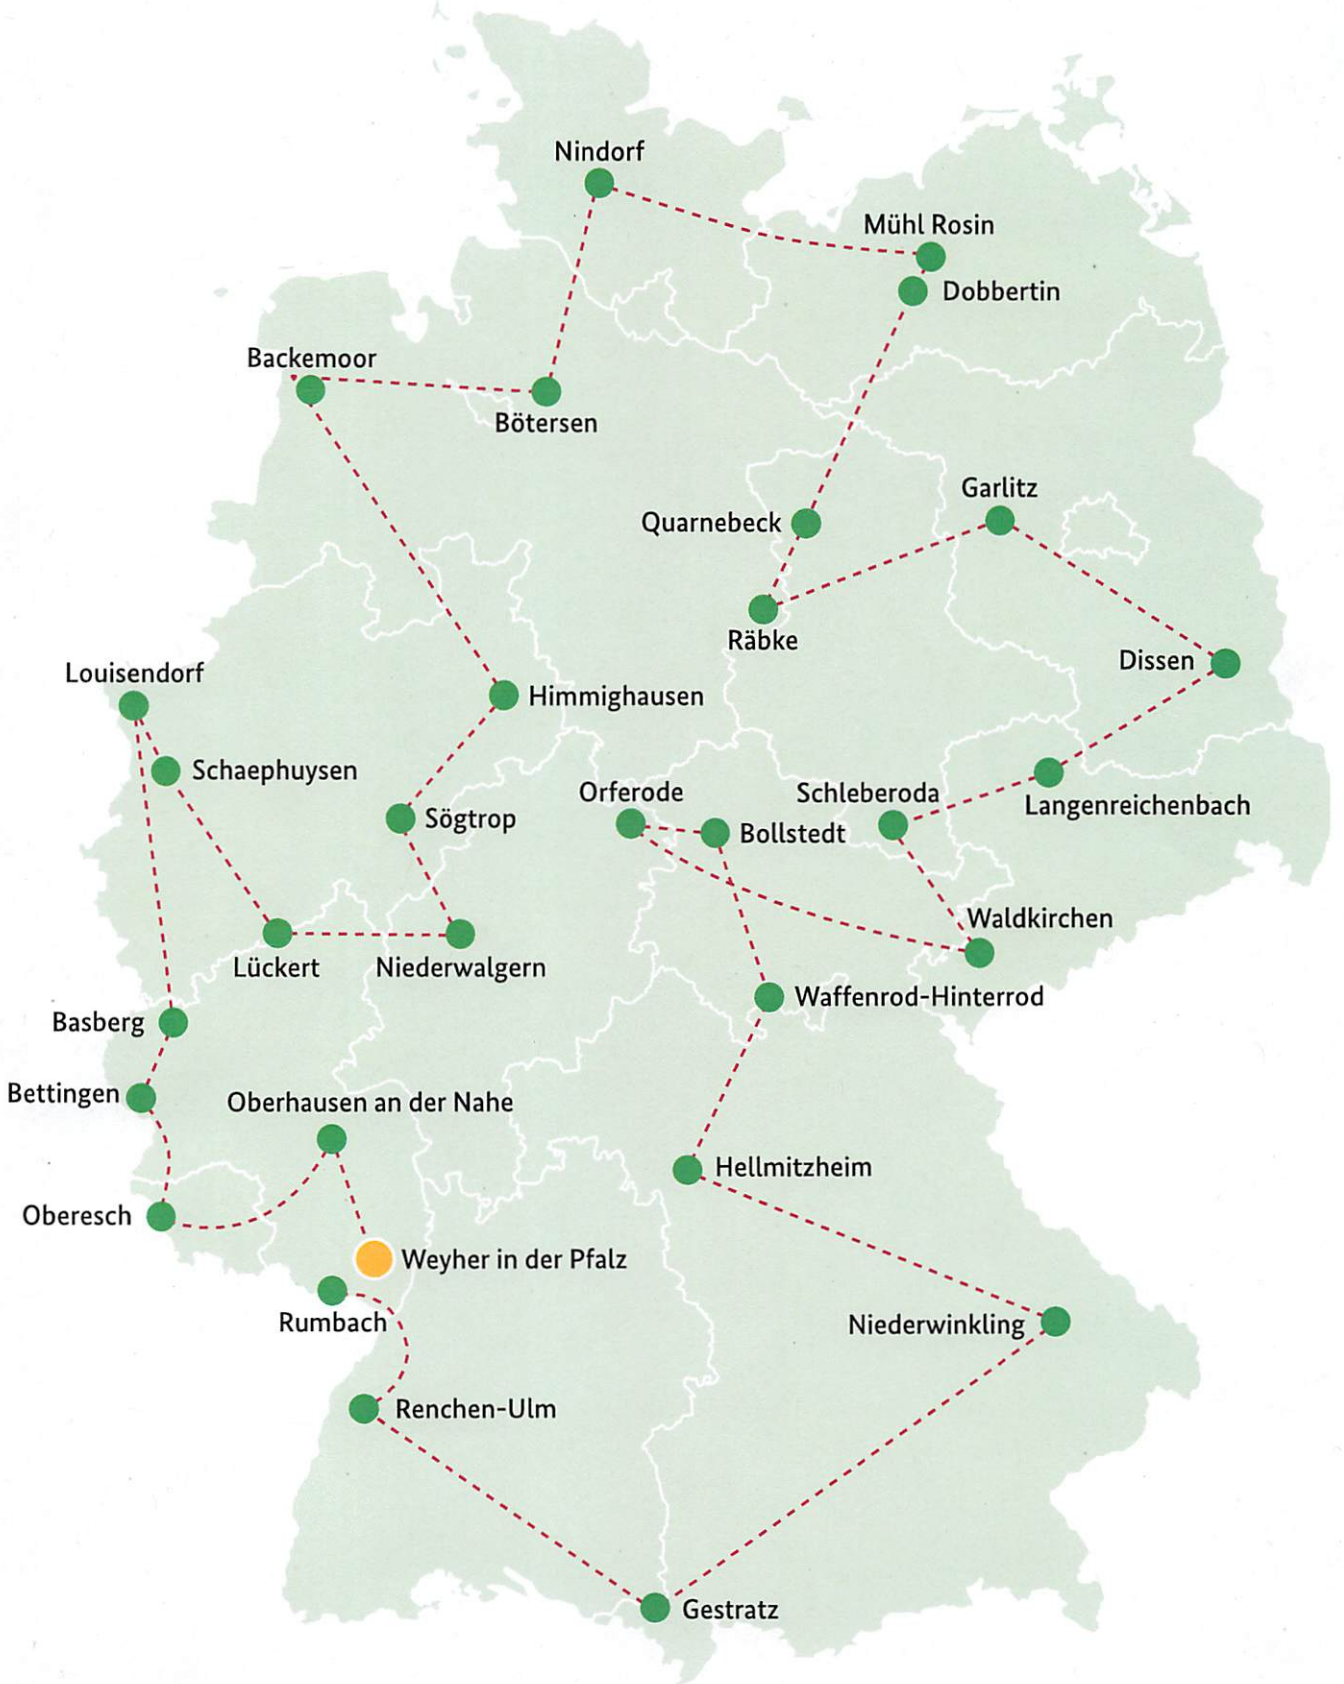 Nindorf
Mühl Rosin
Dobbertin
Backemoor
Bötersen
Garlitz
Quarnebeck
Räbke
Dissen
Louisendorf
Himmighausen
Schaephuysen
Orferode
Schleberoda
Langenreichenbach
Sögtrop
Bollstedt
Waldkirchen
Lückert
Niederwalgern
Waffenrod-Hinterrod
Basberg
Bettingen
Oberhausen an der Nahe
Hellmitzheim
Oberesch
Weyher in der Pfalz
Rumbach
Niederwinkling
Renchen-Ulm
Gestratz